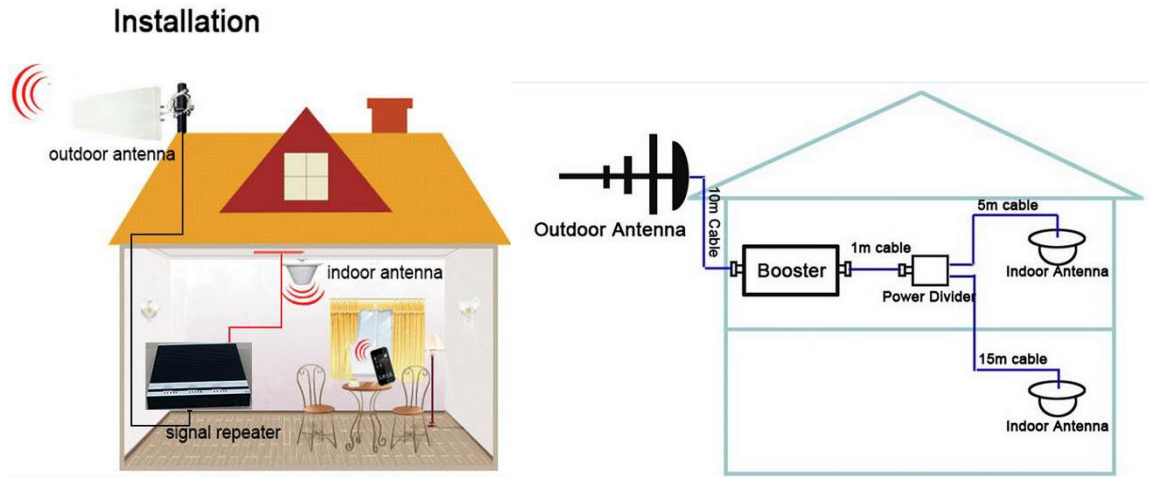 Installation
outdoor antenna
indoor antenna
signal repeater
Outdoor Antenna
10m Cable
Booster
1m cable
Power Divider
5m cable
Indoor Antenna
15m cable
Indoor Antenna